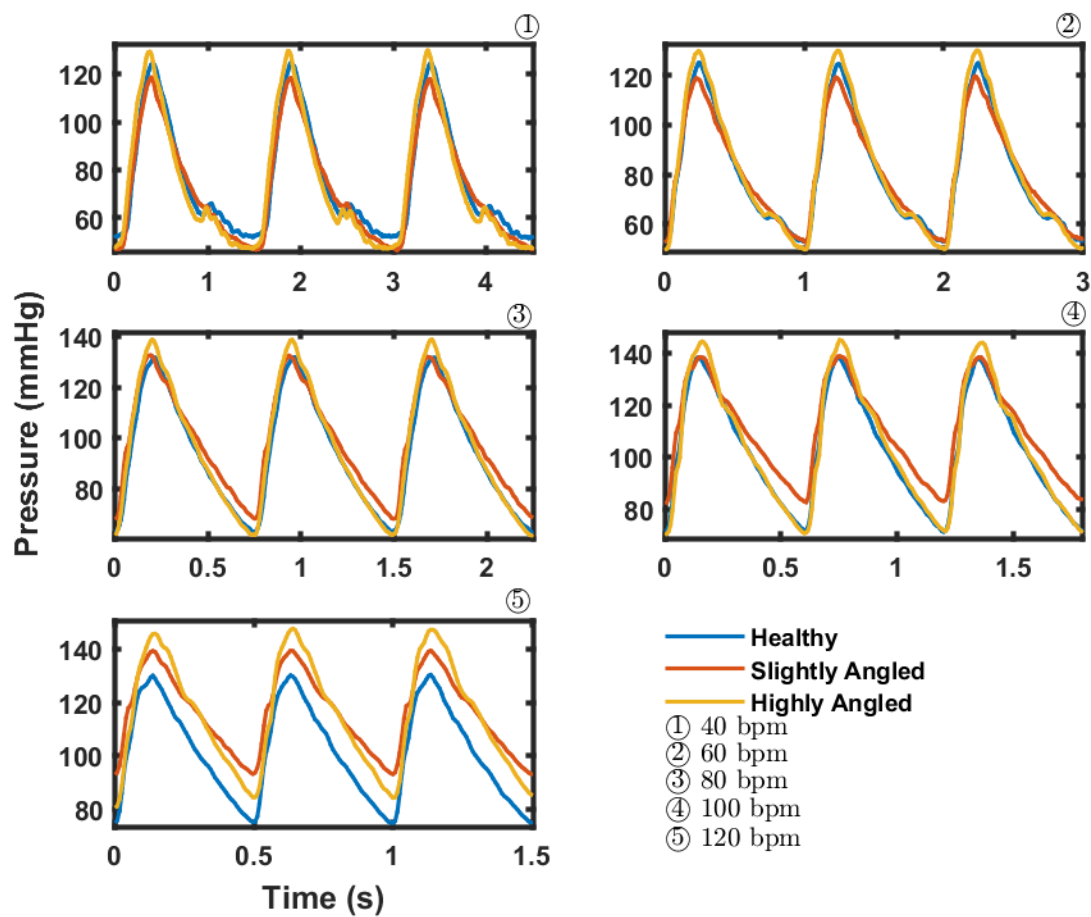 ① ②
120
100
80
60
0 1 2 3 4
120
100
80
60
0 1 2 3
③ ④
140
120
100
80
0 0.5 1 1.5 2
140
120
100
80
0 0.5 1 1.5
⑤
140
120
100
80
0 0.5 1 1.5
Pressure (mmHg)
Time (s)
Healthy
Slightly Angled
Highly Angled
① 40 bpm
② 60 bpm
③ 80 bpm
④ 100 bpm
⑤ 120 bpm